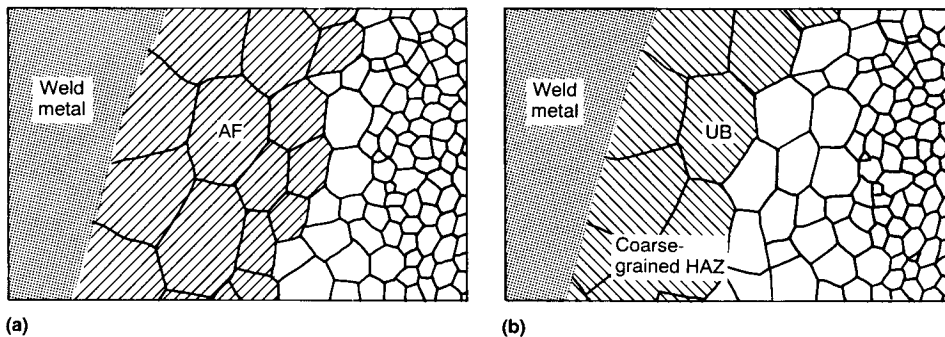 Weld
metal
AF
(a)
Weld
metal
UB
Coarse-
grained HAZ
(b)